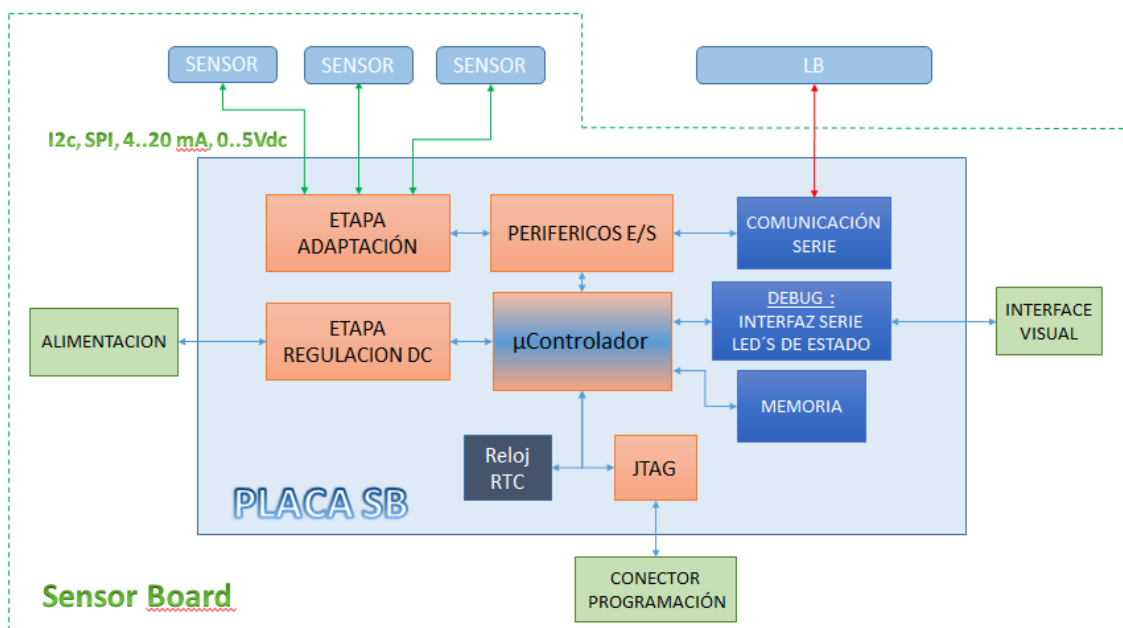 SENSOR
SENSOR
SENSOR
LB
I2c, SPI, 4..20 mA, 0..5Vdc
ETAPA
ADAPTACIÓN
PERIFERICOS E/S
COMUNICACIÓN
SERIE
ALIMENTACION
ETAPA
REGULACION DC
µControlador
DEBUG :
INTERFAZ SERIE
LED´S DE ESTADO
INTERFACE
VISUAL
MEMORIA
Reloj
RTC
JTAG
PLACA SB
CONECTOR
PROGRAMACIÓN
Sensor Board